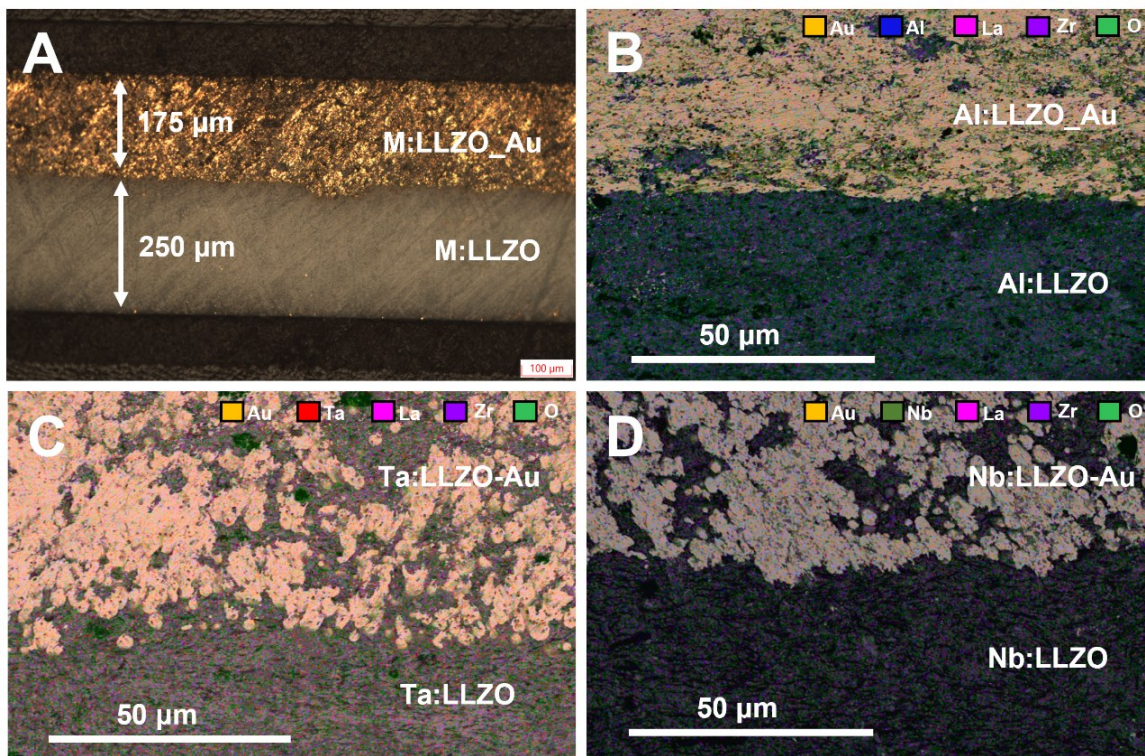 A
175 µm
M:LLZO_Au
250 µm
M:LLZO
100 µm
Au Al La Zr O
B
Al:LLZO_Au
Al:LLZO
50 µm
Au Ta La Zr O
C
Ta:LLZO-Au
Ta:LLZO
50 µm
Au Nb La Zr O
D
Nb:LLZO-Au
Nb:LLZO
50 µm